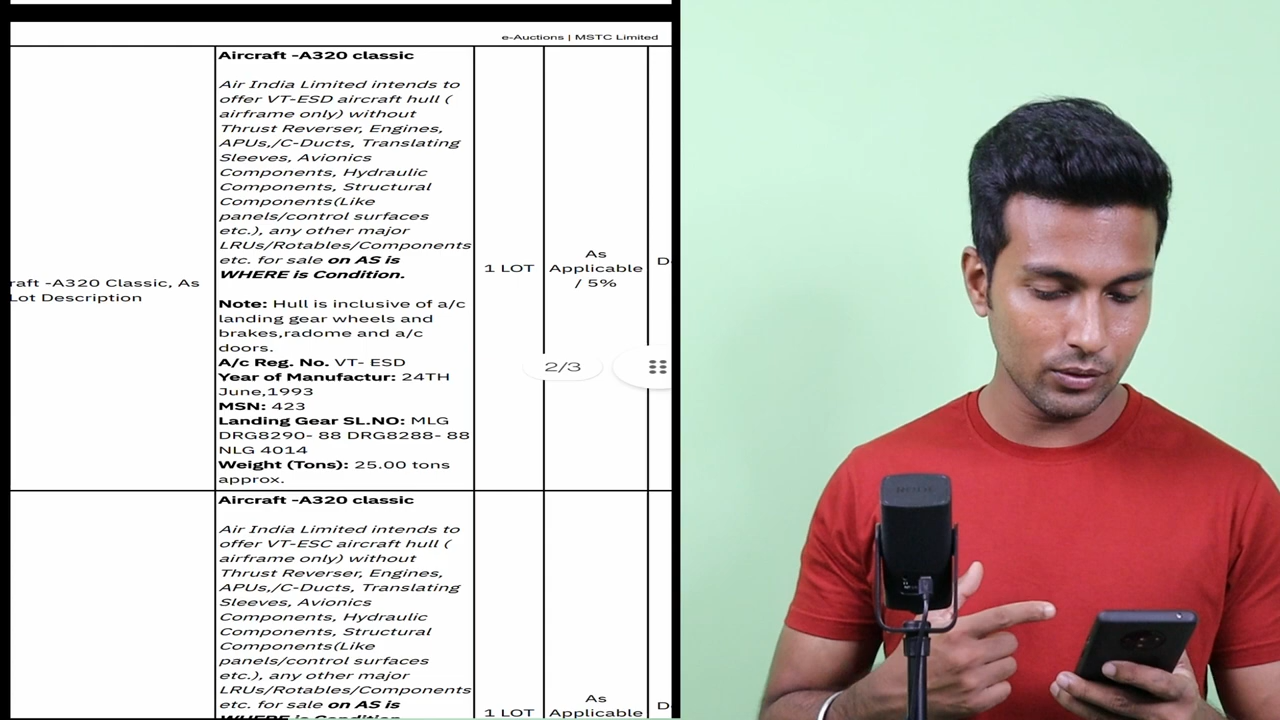 e-Auctions | MSTC Limited
raft -A320 Classic, As
Lot Description
Aircraft -A320 classic
Air India Limited intends to
offer VT-ESD aircraft hull (
airframe only) without
Thrust Reverser, Engines,
APUs,/C-Ducts, Translating
Sleeves, Avionics
Components, Hydraulic
Components, Structural
Components(Like
panels/control surfaces
etc.), any other major
LRUs/Rotables/Components
etc. for sale on AS is
WHERE is Condition.
Note: Hull is inclusive of a/c
landing gear wheels and
brakes,radome and a/c
doors.
A/c Reg. No. VT- ESD
Year of Manufactur: 24TH
June,1993
MSN: 423
Landing Gear SL.NO: MLG
DRG8290- 88 DRG8288- 88
NLG 4014
Weight (Tons): 25.00 tons
approx.
1 LOT
As
Applicable
/ 5%
D
2/3
Aircraft -A320 classic
Air India Limited intends to
offer VT-ESC aircraft hull (
airframe only) without
Thrust Reverser, Engines,
APUs,/C-Ducts, Translating
Sleeves, Avionics
Components, Hydraulic
Components, Structural
Components(Like
panels/control surfaces
etc.), any other major
LRUs/Rotables/Components
etc. for sale on AS is
WHERE is Condition
1 LOT
As
Applicable
D